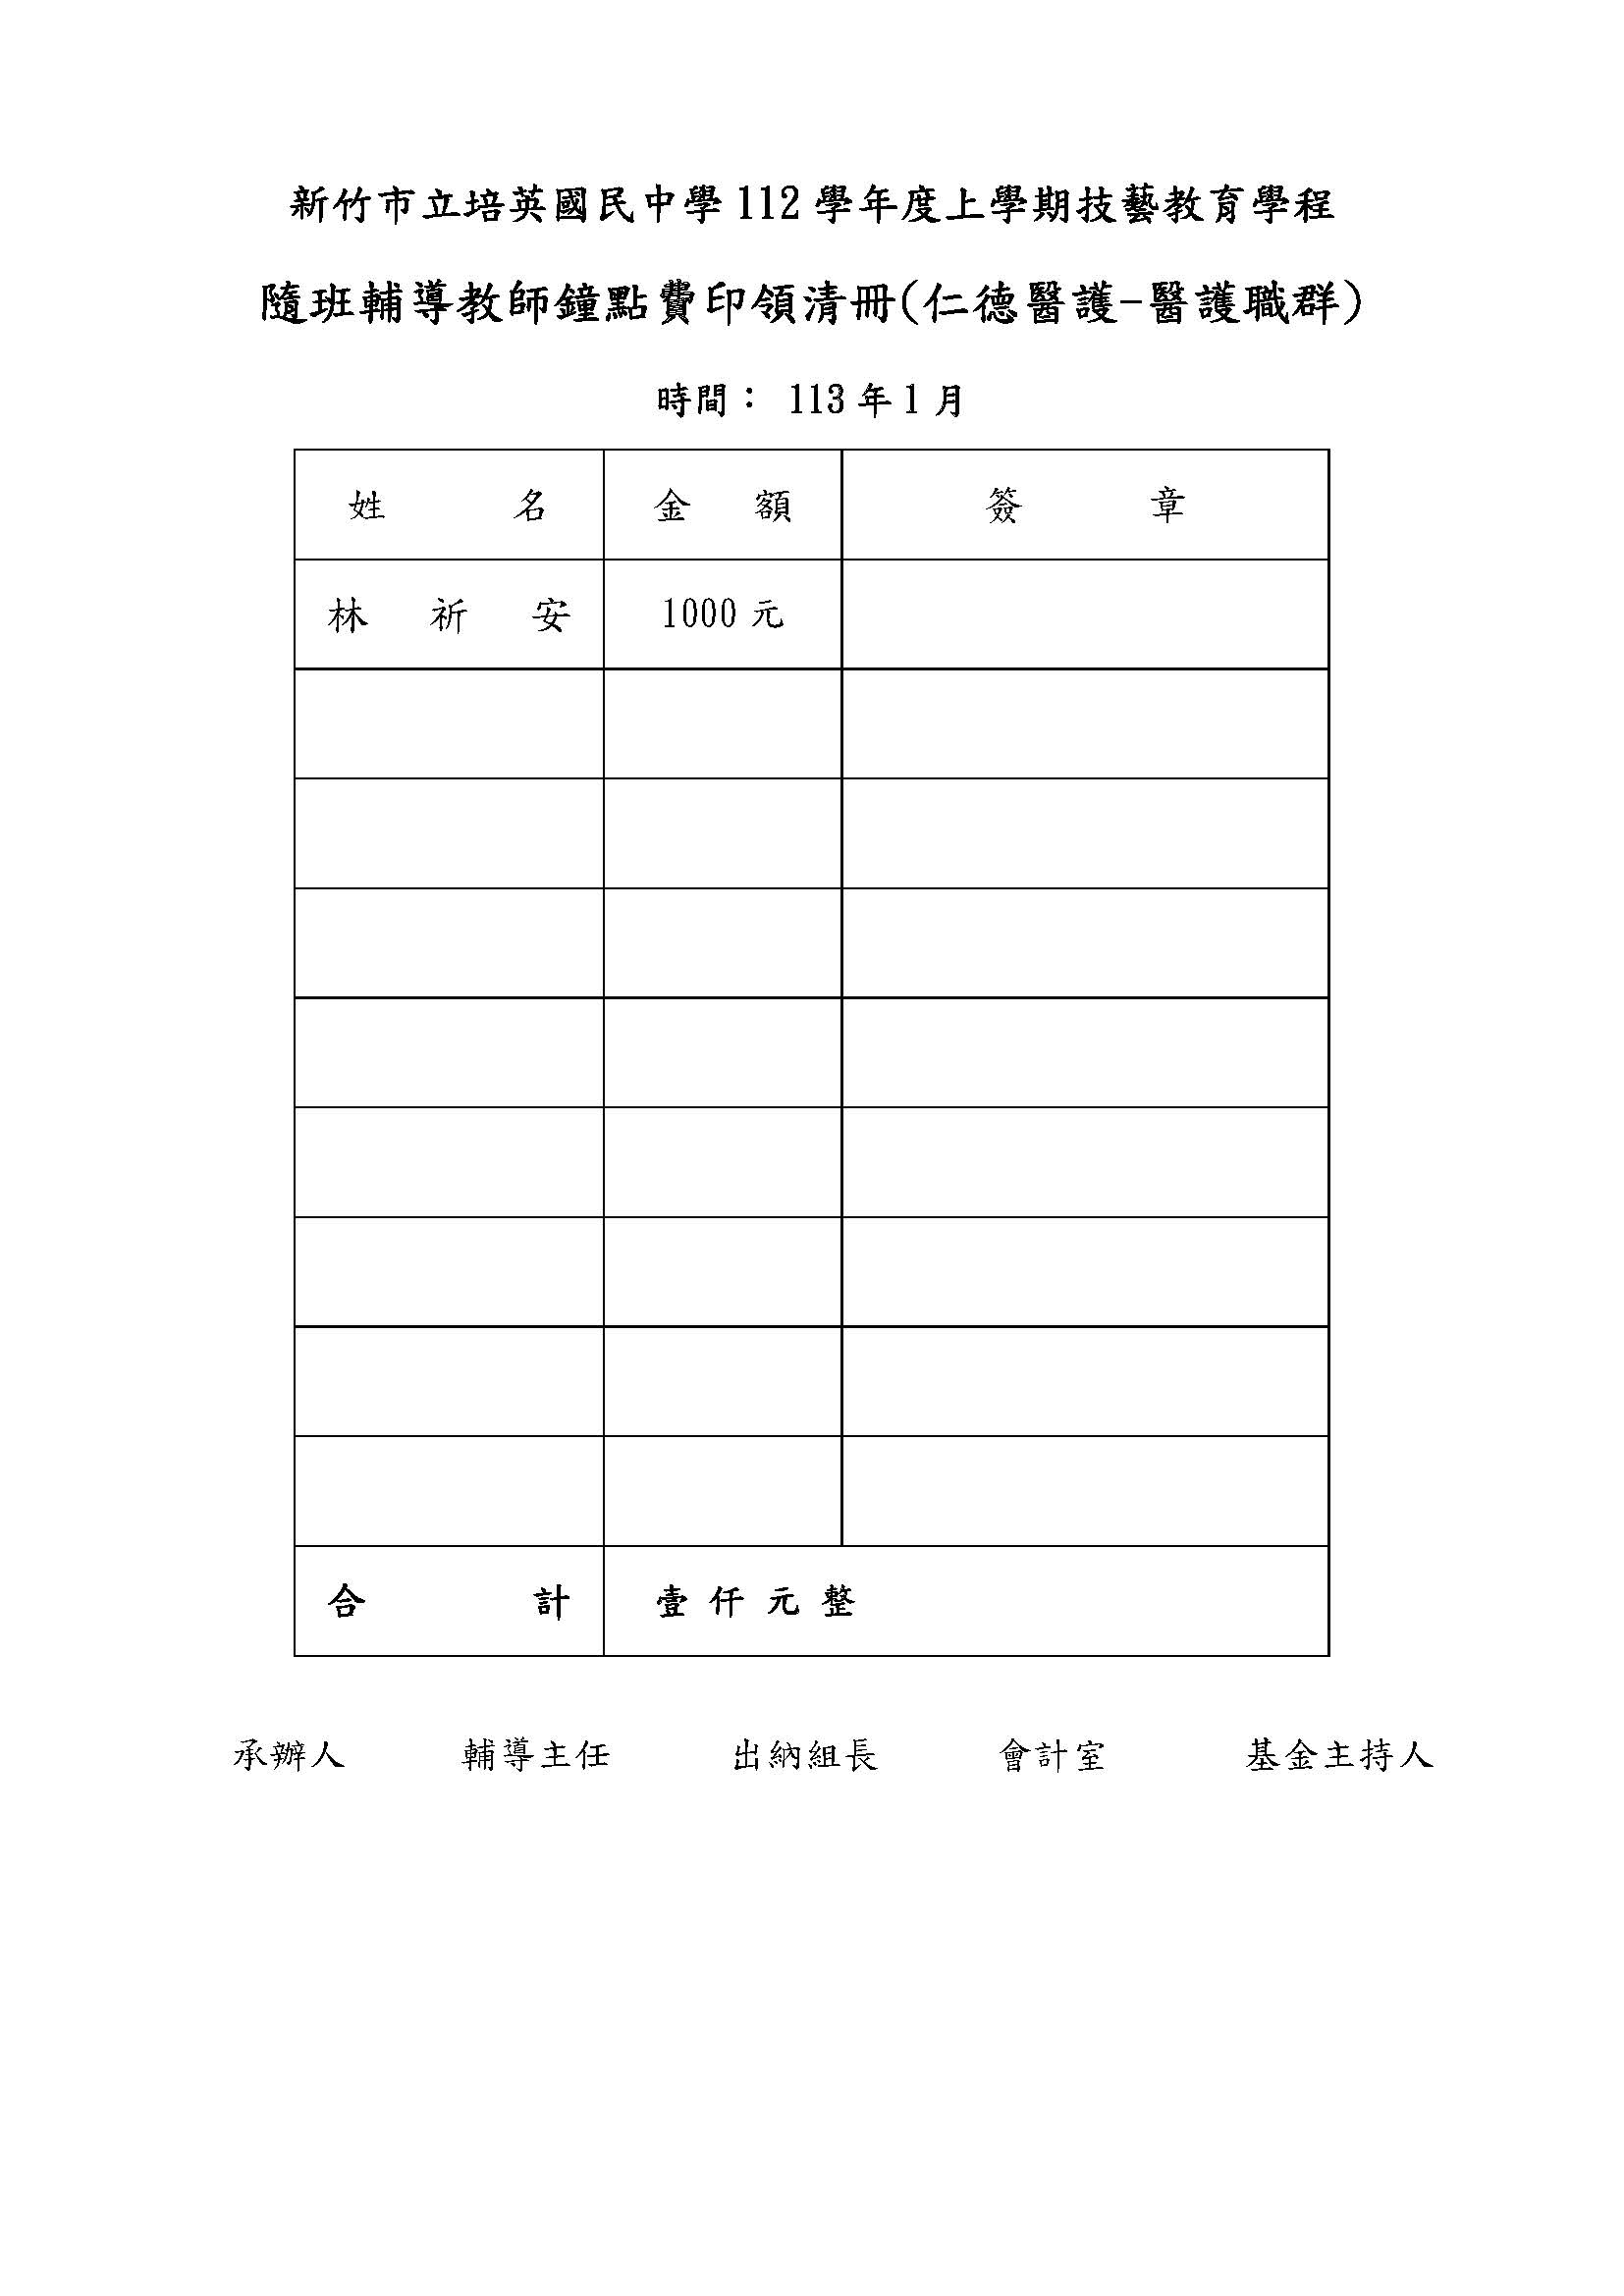 新竹市立培英國民中學112學年度上學期技藝教育學程
隨班輔導教師鐘點費印領清冊(仁德醫護-醫護職群)
時間： 113年1月
姓名 金額 簽章
林祈安 1000元
合計 壹仟元整
承辦人 輔導主任 出納組長 會計室 基金主持人